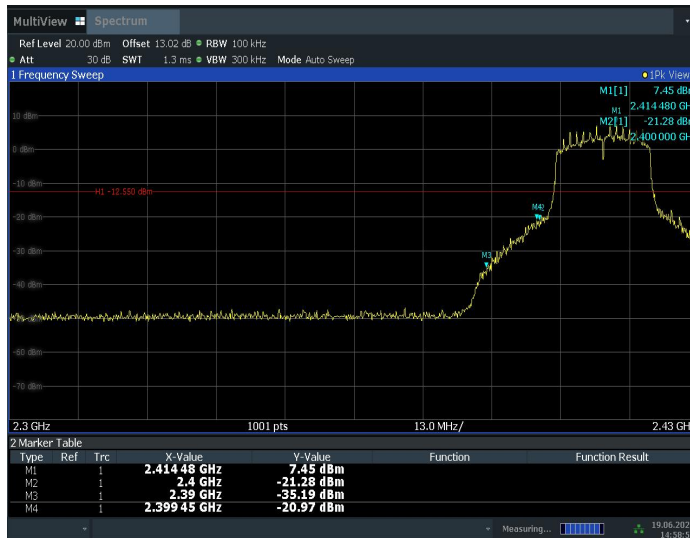 MultiView Spectrum
Ref Level 20.00 dBm Offset 13.02 dB RBW 100 kHz
Att 30 dB SWT 1.3 ms VBW 300 kHz Mode Auto Sweep
1 Frequency Sweep 1Pk View
M1[1] 7.45 dB
2.414 480 GH
M2[1] -21.28 dB
2.400 000 GH
M1
10 dBm
0 dBm
-10 dBm
H1 -12.550 dBm
-20 dBm
M4
-30 dBm
M3
-40 dBm
-60 dBm
-70 dBm
2.3 GHz 1001 pts 13.0 MHz/ 2.43 GH
2 Marker Table
Type Ref Trc X-Value Y-Value Function Function Result
M1 1 2.414 48 GHz 7.45 dBm
M2 1 2.4 GHz -21.28 dBm
M3 1 2.39 GHz -35.19 dBm
M4 1 2.399 45 GHz -20.97 dBm
Measuring... 19.06.202
14:58:5